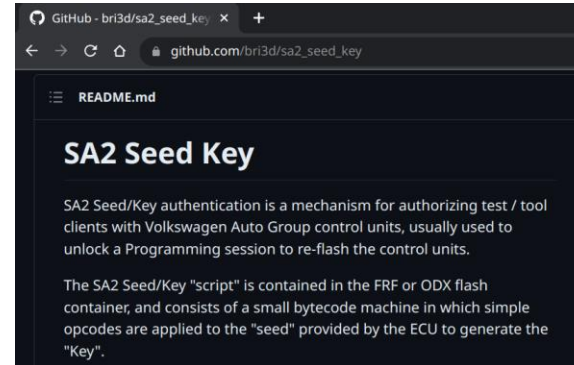 GitHub - bri3d/sa2_seed_key
github.com/bri3d/sa2_seed_key
README.md
SA2 Seed Key
SA2 Seed/Key authentication is a mechanism for authorizing test / tool
clients with Volkswagen Auto Group control units, usually used to
unlock a Programming session to re-flash the control units.
The SA2 Seed/Key "script" is contained in the FRF or ODX flash
container, and consists of a small bytecode machine in which simple
opcodes are applied to the "seed" provided by the ECU to generate the
"Key".